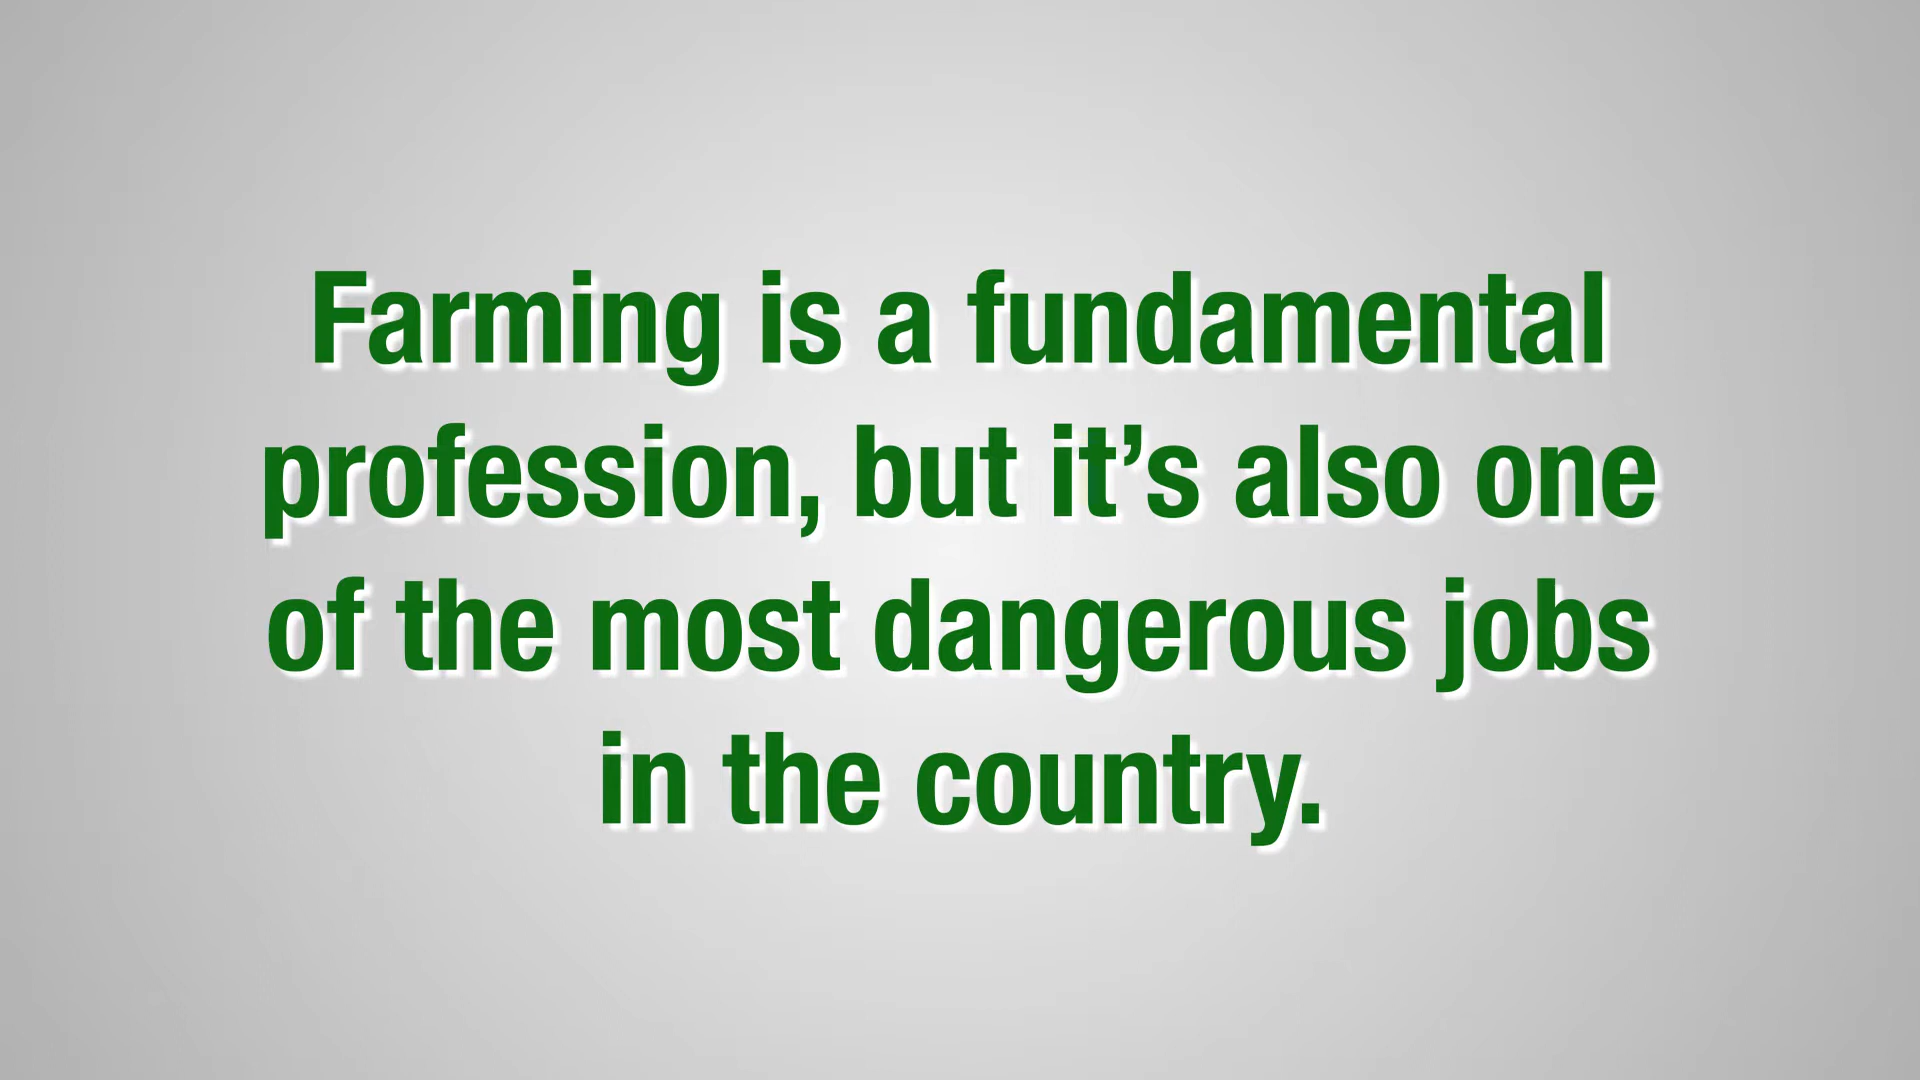 Farming is a fundamental
profession, but it’s also one
of the most dangerous jobs
in the country.